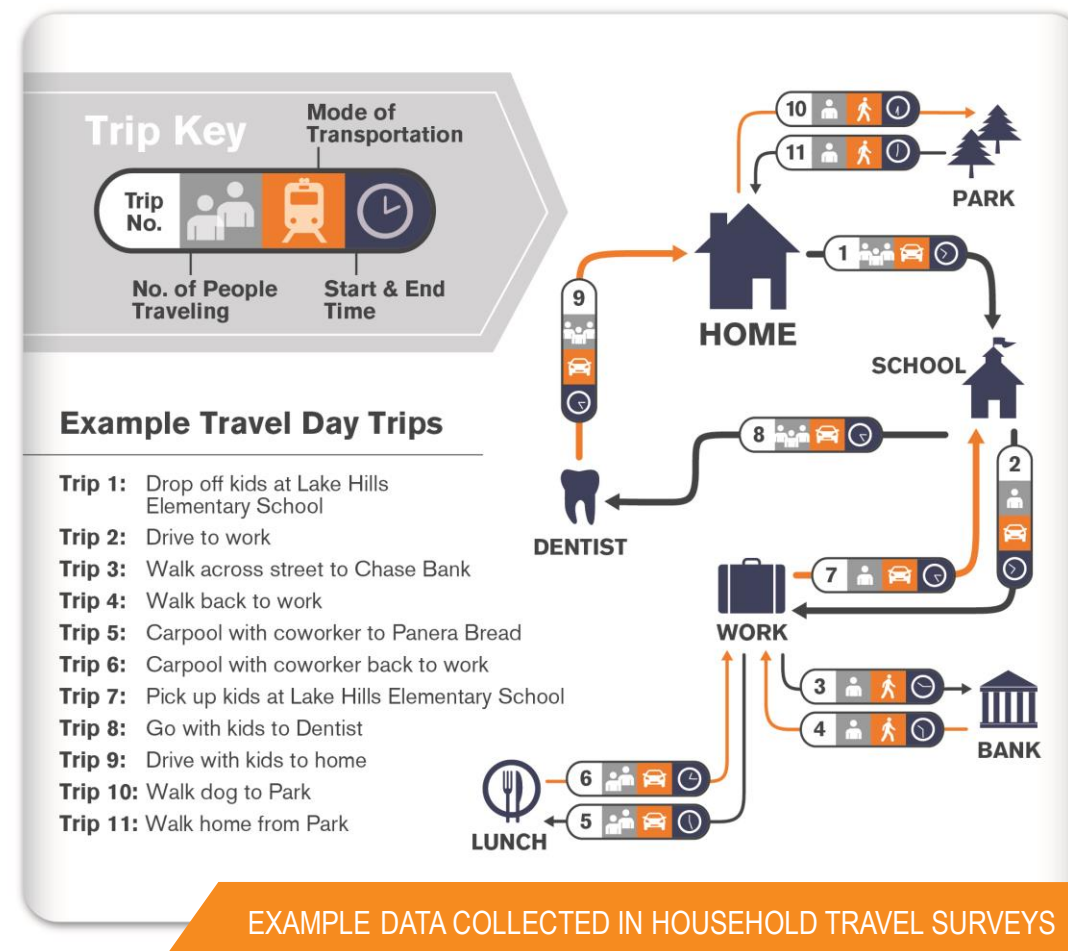 Trip Key
Mode of
Transportation
Trip
No.
No. of People
Traveling
Start & End
Time
Example Travel Day Trips
Trip 1: Drop off kids at Lake Hills
Elementary School
Trip 2: Drive to work
Trip 3: Walk across street to Chase Bank
Trip 4: Walk back to work
Trip 5: Carpool with coworker to Panera Bread
Trip 6: Carpool with coworker back to work
Trip 7: Pick up kids at Lake Hills Elementary School
Trip 8: Go with kids to Dentist
Trip 9: Drive with kids to home
Trip 10: Walk dog to Park
Trip 11: Walk home from Park
10
11
PARK
1
HOME
9
SCHOOL
8
2
DENTIST
7
WORK
3
4
BANK
6
5
LUNCH
EXAMPLE DATA COLLECTED IN HOUSEHOLD TRAVEL SURVEYS